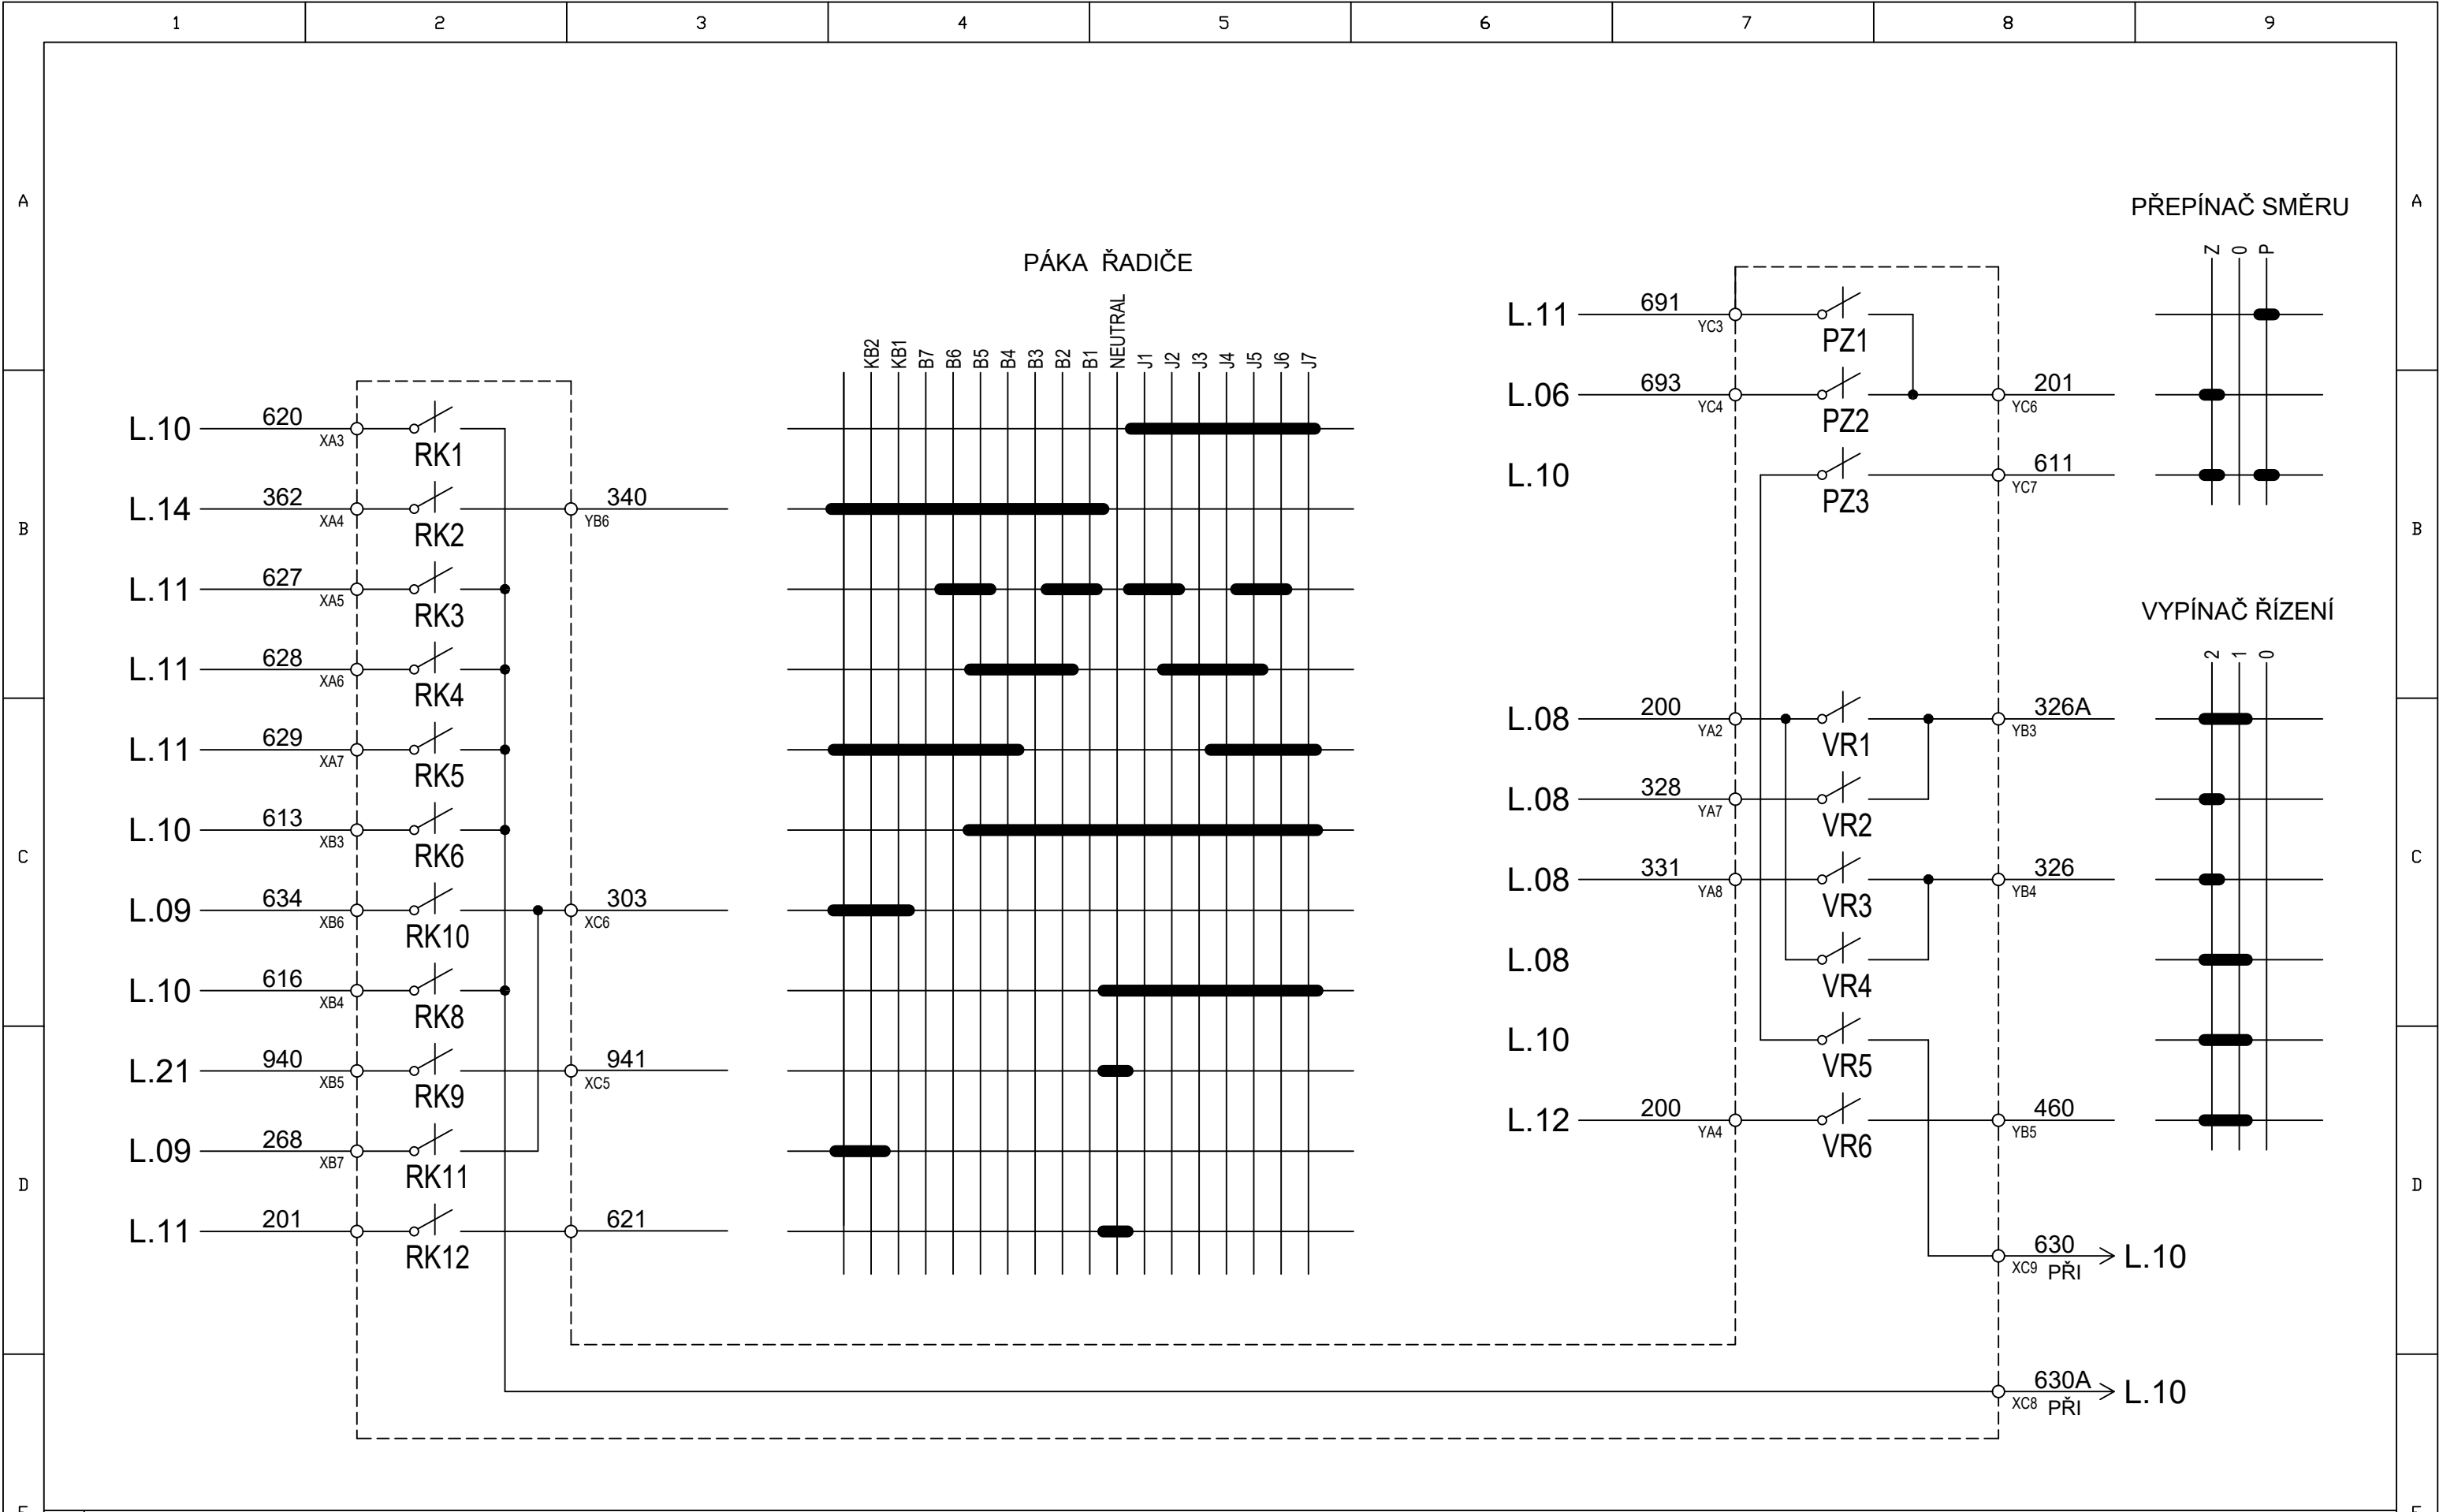 1 2 3 4 5 6 7 8 9
A A
B B
C C
D D
PÁKA ŘADIČE
KB2 KB1 B7 B6 B5 B4 B3 B2 B1 NEUTRAL J1 J2 J3 J4 J5 J6 J7
L.10 620 XA3 RK1
L.14 362 XA4 RK2 340 YB6
L.11 627 XA5 RK3
L.11 628 XA6 RK4
L.11 629 XA7 RK5
L.10 613 XB3 RK6
L.09 634 XB6 RK10 303 XC6
L.10 616 XB4 RK8
L.21 940 XB5 RK9 941 XC5
L.09 268 XB7 RK11
L.11 201 RK12 621
PŘEPÍNAČ SMĚRU
Z 0 P
L.11 691 YC3 PZ1
L.06 693 YC4 PZ2 201 YC6
L.10 PZ3 611 YC7
VYPÍNAČ ŘÍZENÍ
2 1 0
L.08 200 YA2 VR1 326A YB3
L.08 328 YA7 VR2
L.08 331 YA8 VR3 326 YB4
L.08 VR4
L.10 VR5
L.12 200 YA4 VR6 460 YB5
630 XC9 PŘI L.10
630A XC8 PŘI L.10